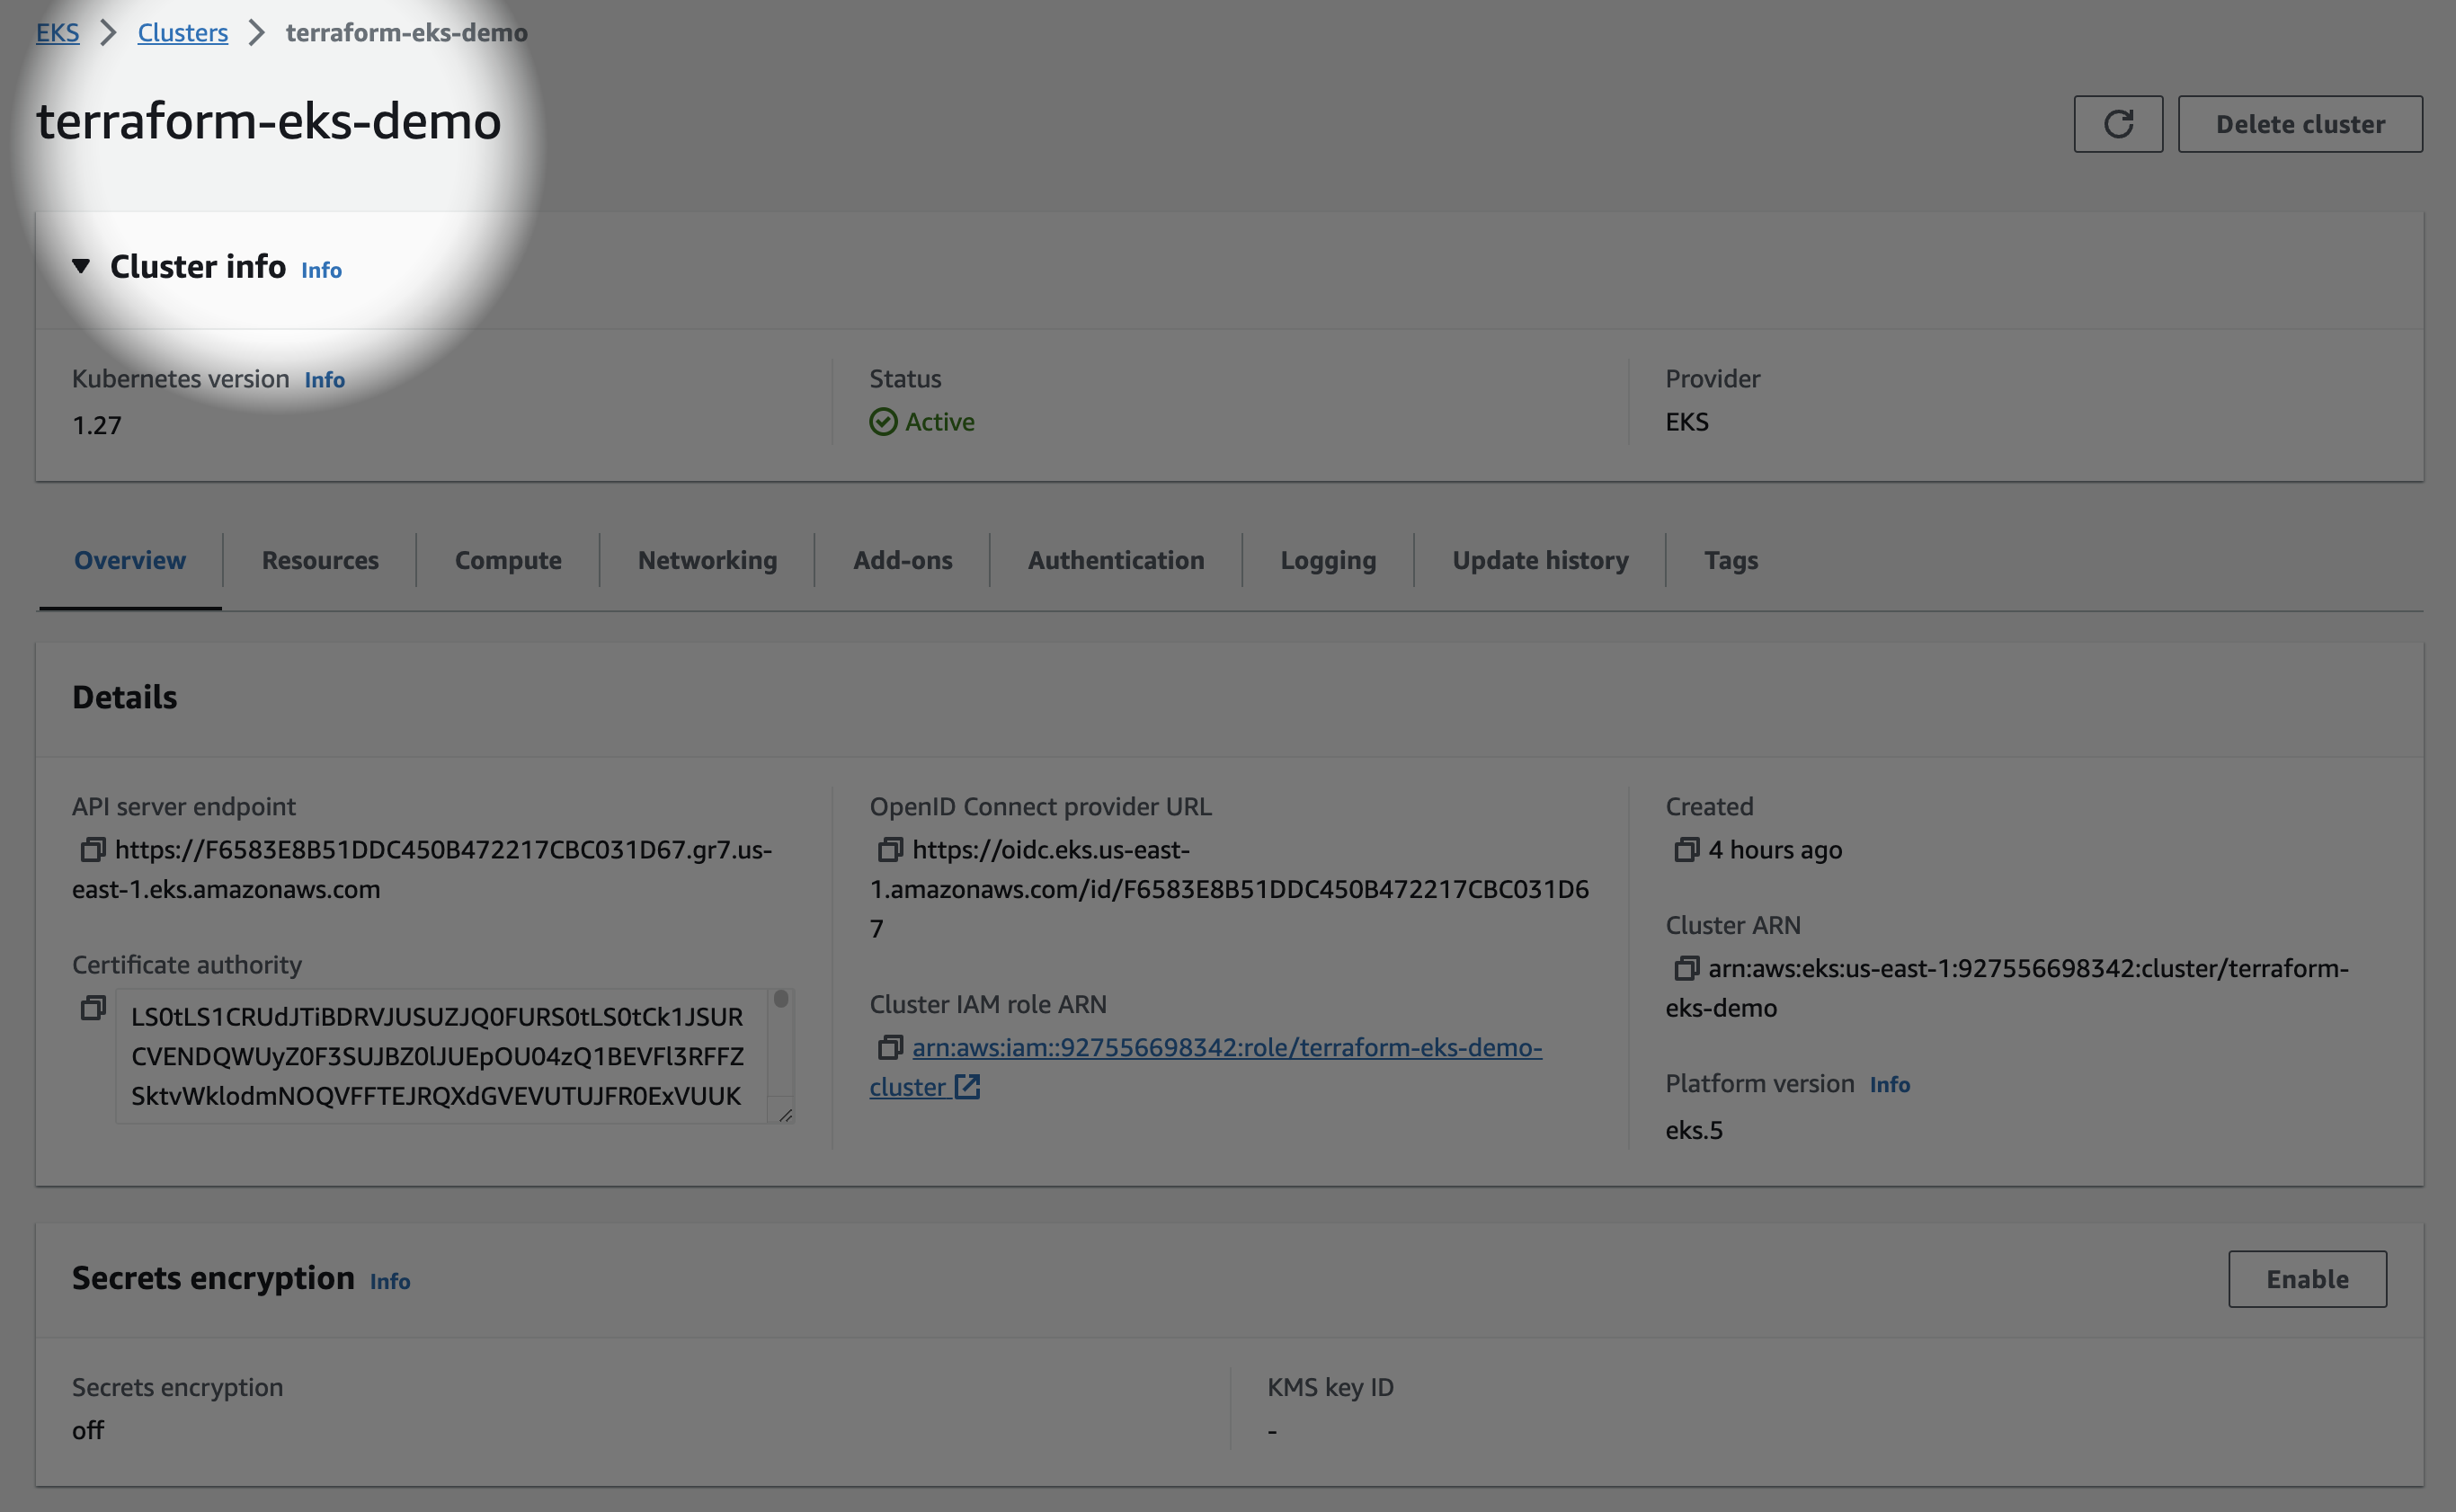 EKS > Clusters > terraform-eks-demo
terraform-eks-demo
Delete cluster
Cluster info Info
Kubernetes version Info
1.27
Status
Active
Provider
EKS
Overview Resources Compute Networking Add-ons Authentication Logging Update history Tags
Details
API server endpoint
https://F6583E8B51DDC450B472217CBC031D67.gr7.us-
east-1.eks.amazonaws.com
Certificate authority
LS0tLS1CRUdJTiBDRVJUSUZJQ0FURS0tLS0tCk1JSUR
CVENDQWUyZ0F3SUJBZ0lJUEpOU04zQ1BEVFl3RFFZ
SktvWklodmNOQVFFTEJRQXdGVEVUTUJFR0ExVUUK
OpenID Connect provider URL
https://oidc.eks.us-east-
1.amazonaws.com/id/F6583E8B51DDC450B472217CBC031D6
7
Cluster IAM role ARN
arn:aws:iam::927556698342:role/terraform-eks-demo-
cluster
Created
4 hours ago
Cluster ARN
arn:aws:eks:us-east-1:927556698342:cluster/terraform-
eks-demo
Platform version Info
eks.5
Secrets encryption Info
Enable
Secrets encryption
off
KMS key ID
-